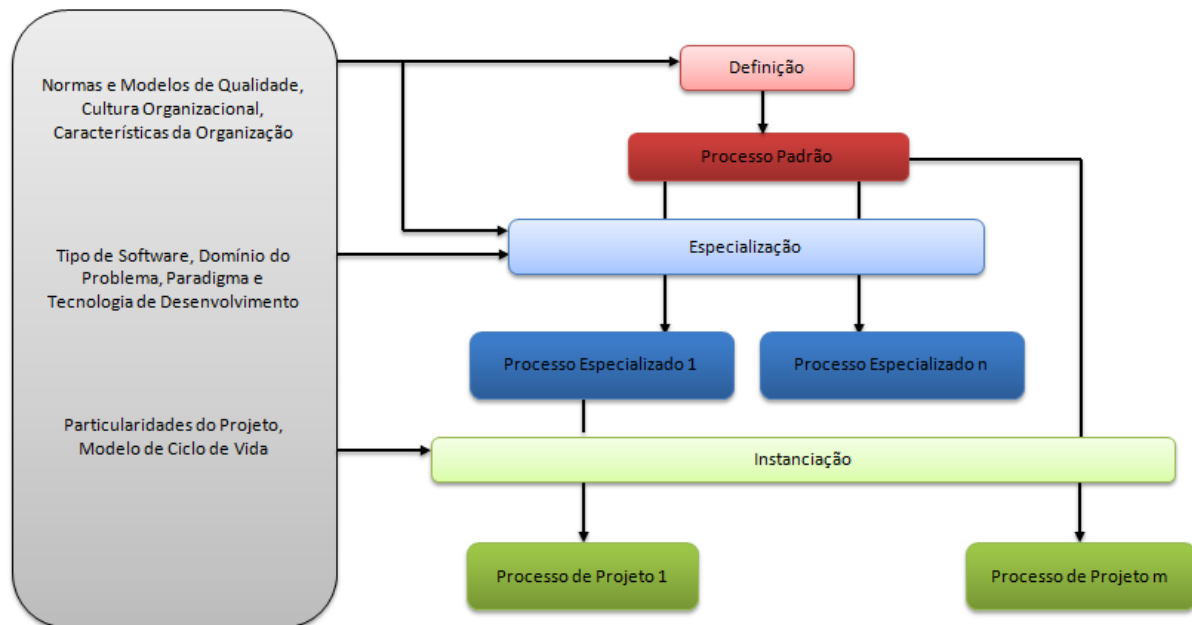 Normas e Modelos de Qualidade,
Cultura Organizacional,
Características da Organização
Tipo de Software, Domínio do
Problema, Paradigma e
Tecnologia de Desenvolvimento
Particularidades do Projeto,
Modelo de Ciclo de Vida
Definição
Processo Padrão
Especialização
Processo Especializado 1
Processo Especializado n
Instanciação
Processo de Projeto 1
Processo de Projeto m